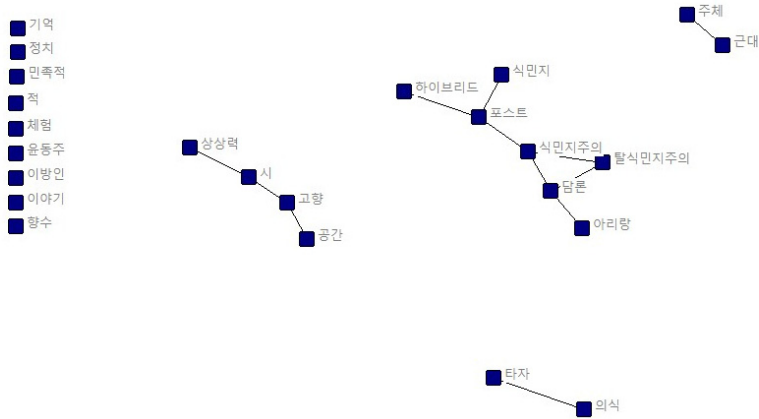 기억
정치
민족적
적
체험
윤동주
이방인
이야기
향수
상상력
시
고향
공간
하이브리드
식민지
포스트
식민지주의
탈식민지주의
담론
아리랑
주체
근대
타자
의식